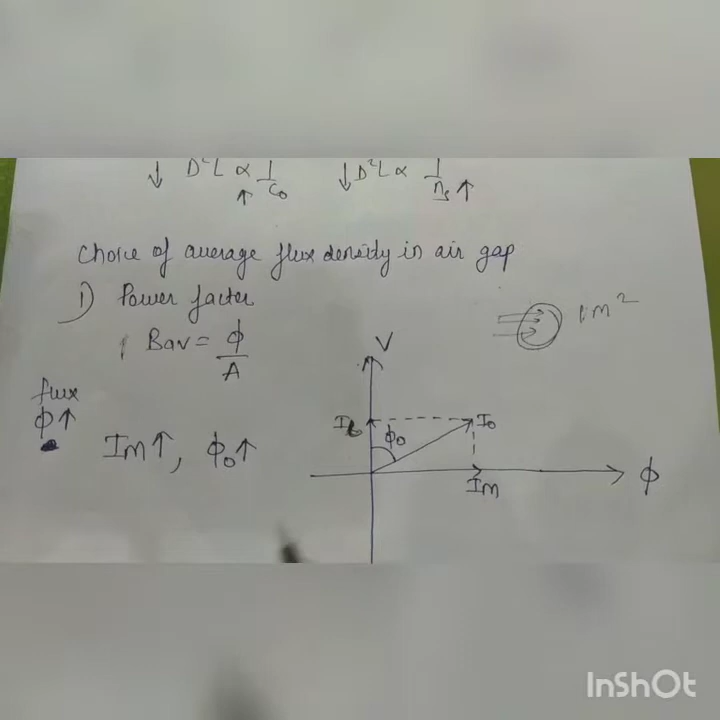 ↓ D²L ∝ 1/C₀ ↑ ↓ D²L ∝ 1/nₛ ↑
choice of average flux density in air gap
1) Power factor
Bav = ϕ/A
1m²
flux
ϕ↑
Im↑, ϕ₀↑
V
ϕ₀
I₀
Im
ϕ
InShOt